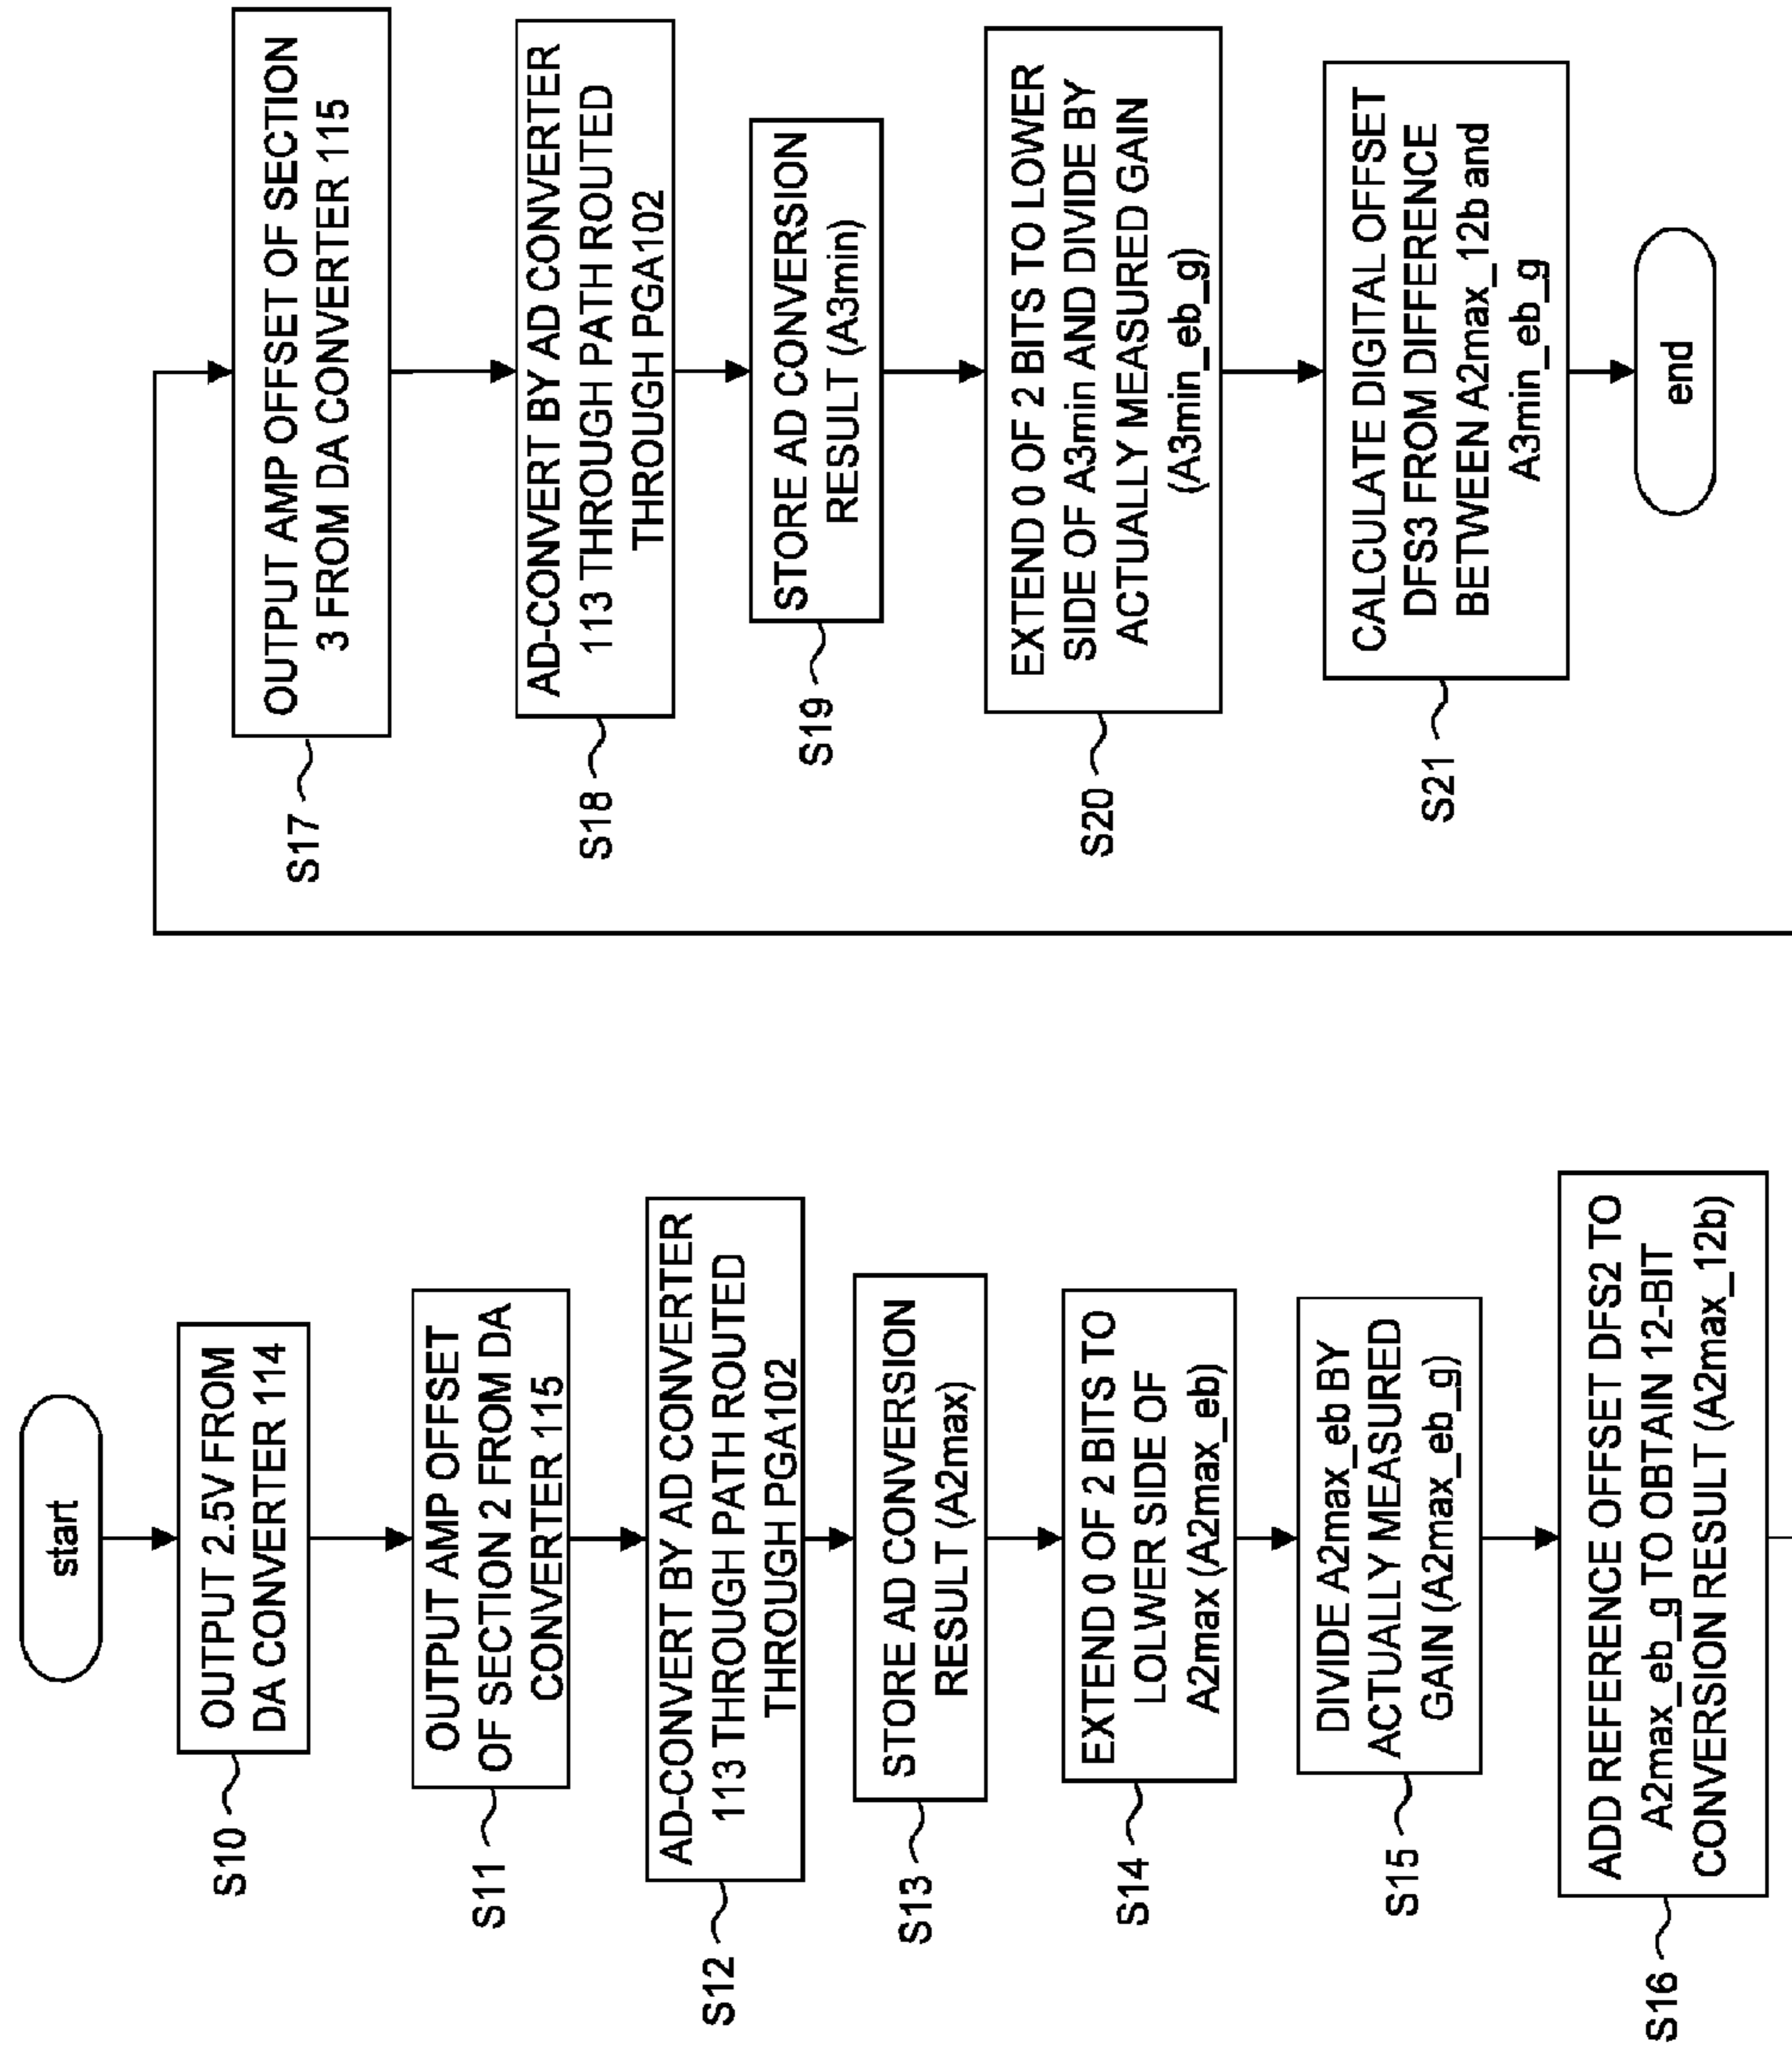 start
S10
OUTPUT 2.5V FROM
DA CONVERTER 114
S11
OUTPUT AMP OFFSET
OF SECTION 2 FROM DA
CONVERTER 115
S12
AD-CONVERT BY AD CONVERTER
113 THROUGH PATH ROUTED
THROUGH PGA102
S13
STORE AD CONVERSION
RESULT (A2max)
S14
EXTEND 0 OF 2 BITS TO
LOLWER SIDE OF
A2max (A2max_eb)
S15
DIVIDE A2max_eb BY
ACTUALLY MEASURED
GAIN (A2max_eb_g)
S16
ADD REFERENCE OFFSET DFS2 TO
A2max_eb_g TO OBTAIN 12-BIT
CONVERSION RESULT (A2max_12b)
S17
OUTPUT AMP OFFSET OF SECTION
3 FROM DA CONVERTER 115
S18
AD-CONVERT BY AD CONVERTER
113 THROUGH PATH ROUTED
THROUGH PGA102
S19
STORE AD CONVERSION
RESULT (A3min)
S20
EXTEND 0 OF 2 BITS TO LOWER
SIDE OF A3min AND DIVIDE BY
ACTUALLY MEASURED GAIN
(A3min_eb_g)
S21
CALCULATE DIGITAL OFFSET
DFS3 FROM DIFFERENCE
BETWEEN A2max_12b and
A3min_eb_g
end